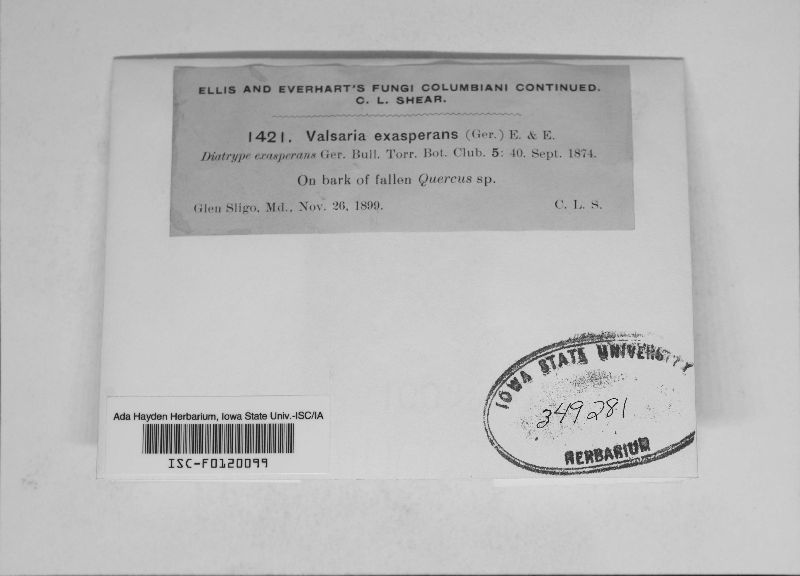 ELLIS AND EVERHART'S FUNGI COLUMBIANI CONTINUED.
C. L. SHEAR.
1421. Valsaria exasperans (Ger.) E. & E.
Diatrype exasperans Ger. Bull. Torr. Bot. Club. 5: 40. Sept. 1874.
On bark of fallen Quercus sp.
Glen Sligo, Md., Nov. 26, 1899. C. L. S.
IOWA STATE UNIVERSITY
349281
HERBARIUM
Ada Hayden Herbarium, Iowa State Univ.-ISC/IA
ISC-F0120099